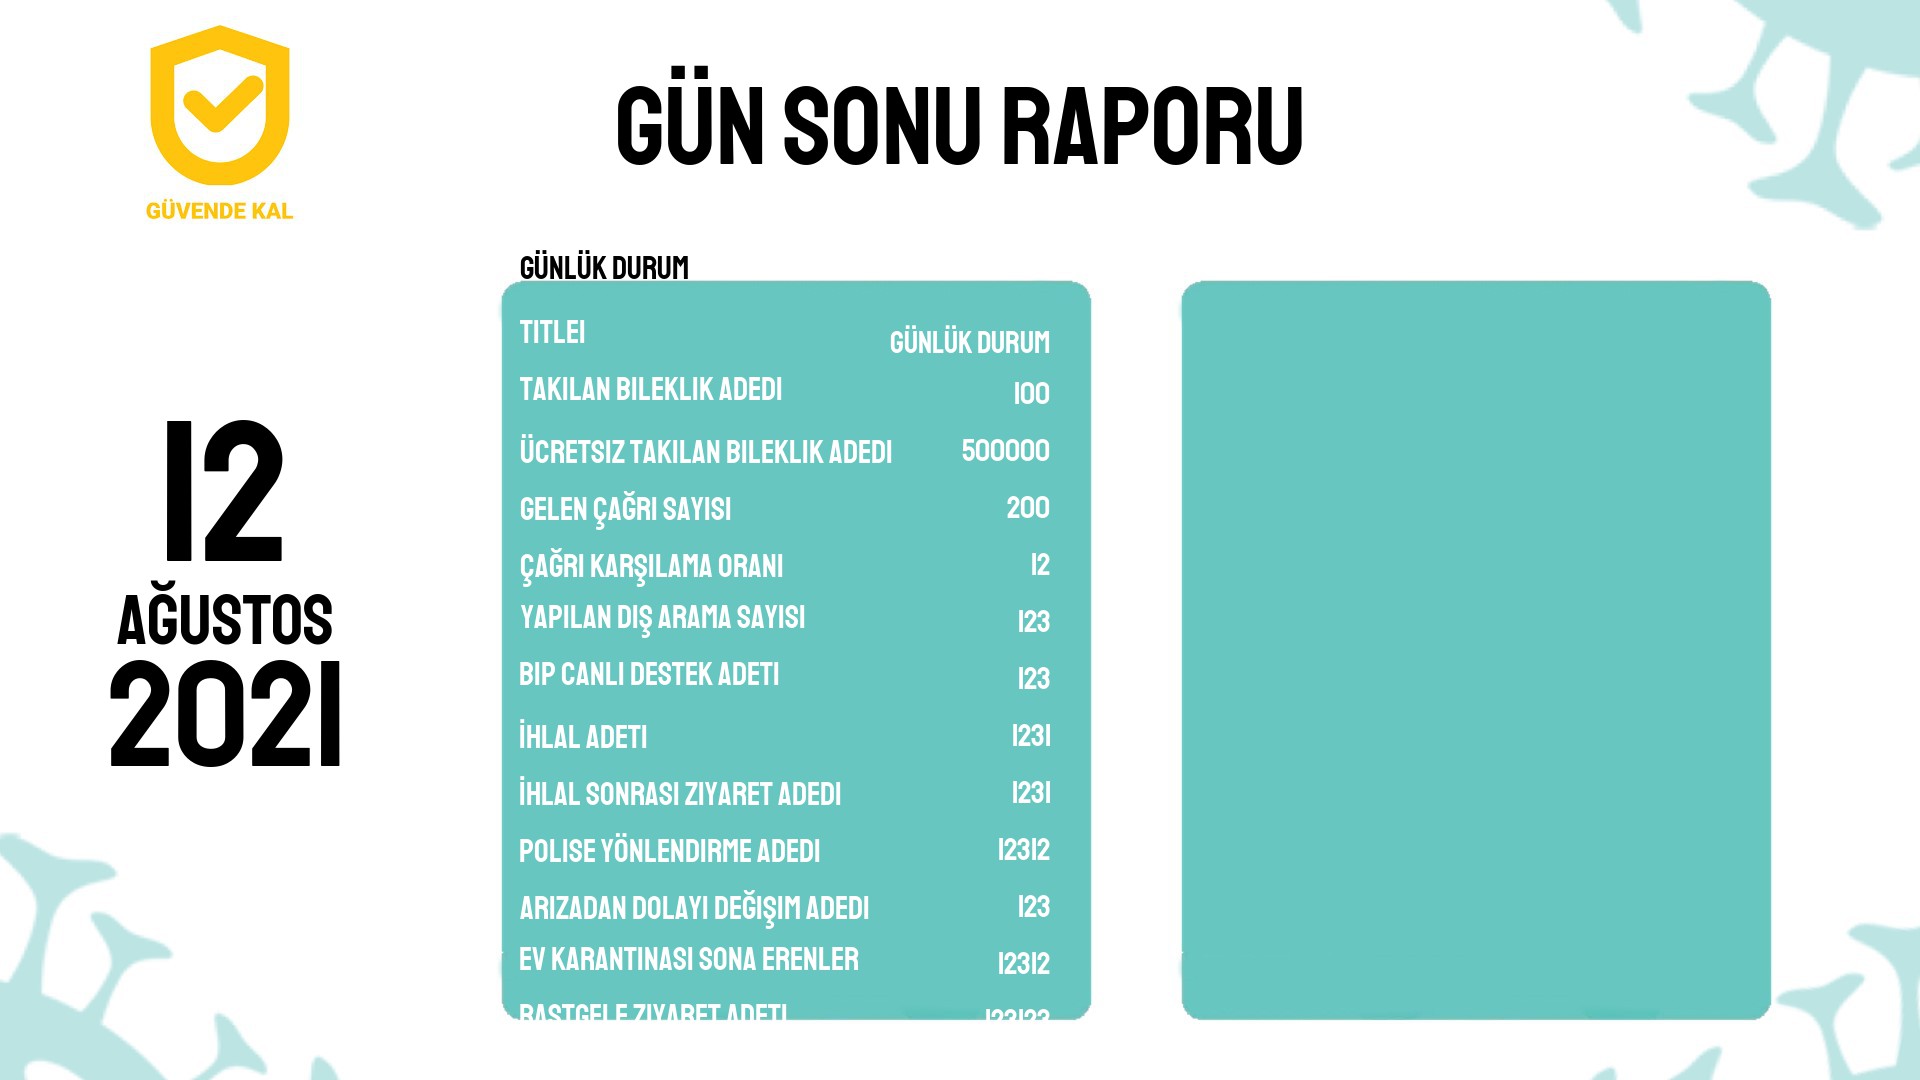 GÜVENDE KAL
GÜN SONU RAPORU
12
AĞUSTOS
2021
GÜNLÜK DURUM
TITLE1 GÜNLÜK DURUM
TAKILAN BILEKLIK ADEDI 100
ÜCRETSIZ TAKILAN BILEKLIK ADEDI 500000
GELEN ÇAĞRI SAYISI 200
ÇAĞRI KARŞILAMA ORANI 12
YAPILAN DIŞ ARAMA SAYISI 123
BIP CANLI DESTEK ADETI 123
İHLAL ADETI 1231
İHLAL SONRASI ZIYARET ADEDI 1231
POLISE YÖNLENDIRME ADEDI 12312
ARIZADAN DOLAYI DEĞIŞIM ADEDI 123
EV KARANTINASI SONA ERENLER 12312
RASTGELE ZIYARET ADETI 123123